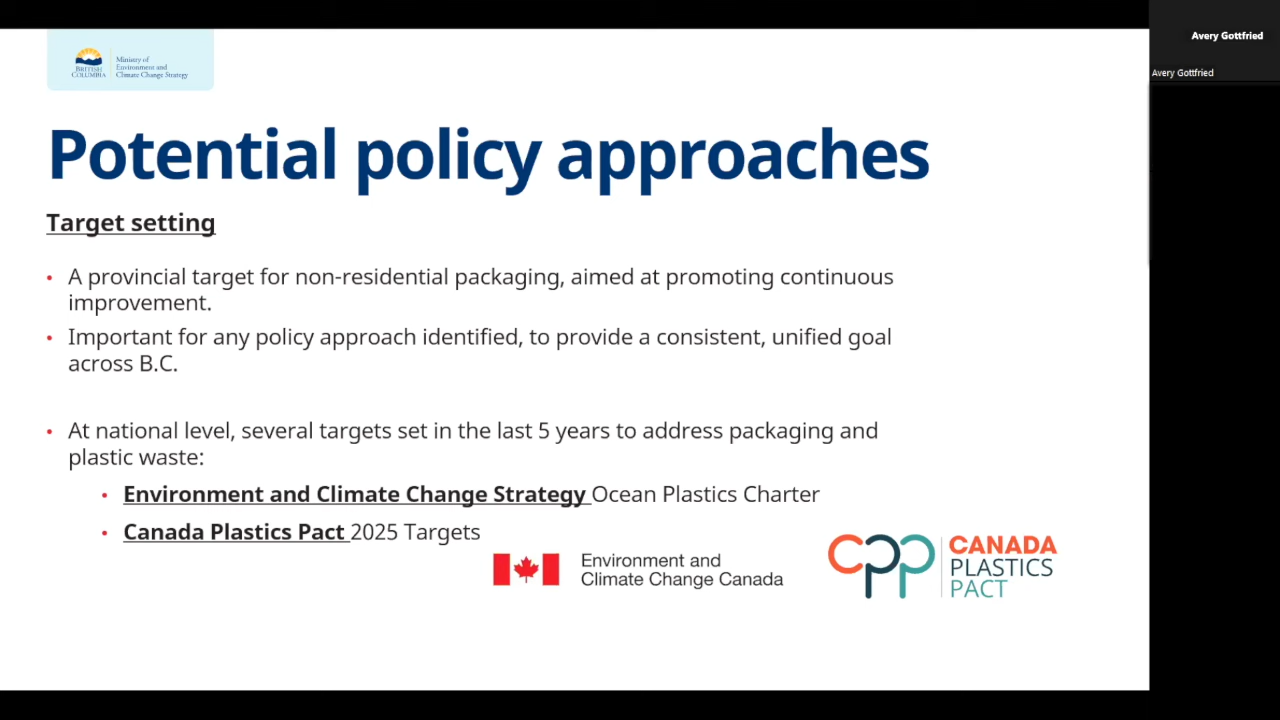 BRITISH
COLUMBIA
Ministry of
Environment and
Climate Change Strategy
Avery Gottfried
Avery Gottfried
Potential policy approaches
Target setting
• A provincial target for non-residential packaging, aimed at promoting continuous
improvement.
• Important for any policy approach identified, to provide a consistent, unified goal
across B.C.
• At national level, several targets set in the last 5 years to address packaging and
plastic waste:
• Environment and Climate Change Strategy Ocean Plastics Charter
• Canada Plastics Pact 2025 Targets
Environment and
Climate Change Canada
cpp
CANADA
PLASTICS
PACT